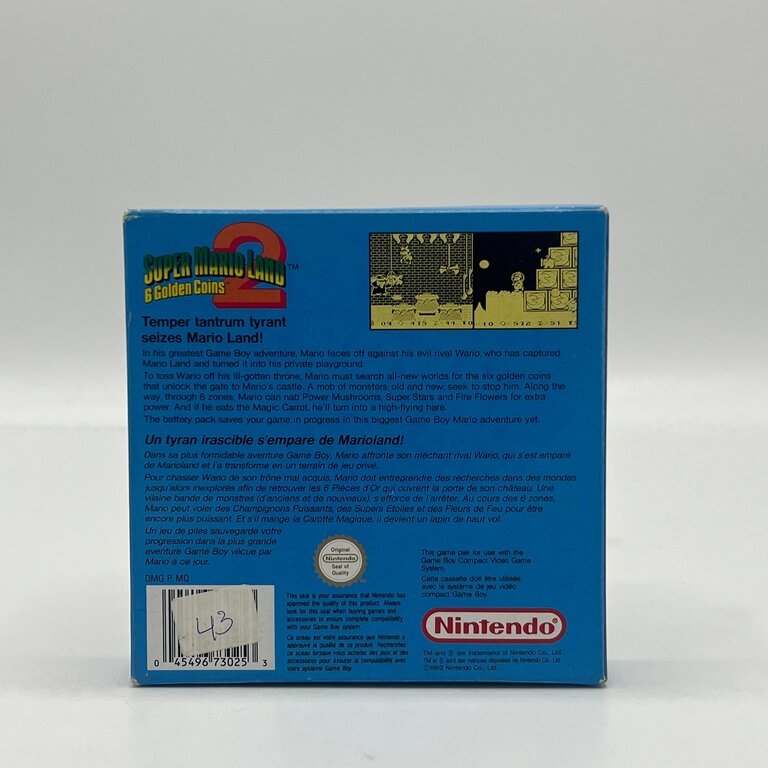 SUPER MARIO LAND 2™
6 Golden Coins
09 0 475 44
10 0 572 51
Temper tantrum tyrant
seizes Mario Land!
In his greatest Game Boy adventure, Mario faces off against his evil rival Wario, who has captured
Mario Land and turned it into his private playground.
To toss Wario off his ill-gotten throne, Mario must search all-new worlds for the six golden coins
that unlock the gate to Mario's castle. A mob of monsters, old and new, seek to stop him. Along the
way, through 6 zones, Mario can nab Power Mushrooms, Super Stars and Fire Flowers for extra
power. And if he eats the Magic Carrot, he'll turn into a high-flying hare.
The battery pack saves your game in progress in this biggest Game Boy Mario adventure yet.
Un tyran irascible s'empare de Marioland!
Dans sa plus formidable aventure Game Boy, Mario affronte son méchant rival Wario, qui s'est emparé
de Marioland et l'a transformé en un terrain de jeu privé.
Pour chasser Wario de son trône mal acquis, Mario doit entreprendre des recherches dans des mondes
jusqu'alors inexplorés afin de retrouver les 6 Pièces d'Or qui ouvrent la porte de son château. Une
vilaine bande de monstres (d'anciens et de nouveaux), s'efforce de l'arrêter. Au cours des 6 zones,
Mario peut voler des Champignons Puissants, des Supers Etoiles et des Fleurs de Feu pour être
encore plus puissant. Et s'il mange la Carotte Magique, il devient un lapin de haut vol.
Un jeu de piles sauvegarde votre
progression dans la plus grande
aventure Game Boy vécue par
Mario à ce jour.
DMG P MQ
43
0 45496 73025 3
Original
Nintendo
Seal of
Quality
This seal is your assurance that Nintendo has
approved the quality of this product. Always
look for this seal when buying games and
accessories to ensure complete compatibility
with your Game Boy system.
Ce sceau est votre assurance que Nintendo a
approuvé la qualité de ce produit. Recherchez
ce sceau lorsque vous achetez des jeux et des
accessoires pour assurer la compatibilité avec
votre système Game Boy.
This game pak for use with the
Game Boy Compact Video Game
System.
Cette cassette doit être utilisée
avec le système de jeu vidéo
compact Game Boy.
Nintendo®
TM and ® are trademarks of Nintendo Co., Ltd.
TM et ® sont des marques déposées de Nintendo Co., Ltd.
©1992 Nintendo Co., Ltd.